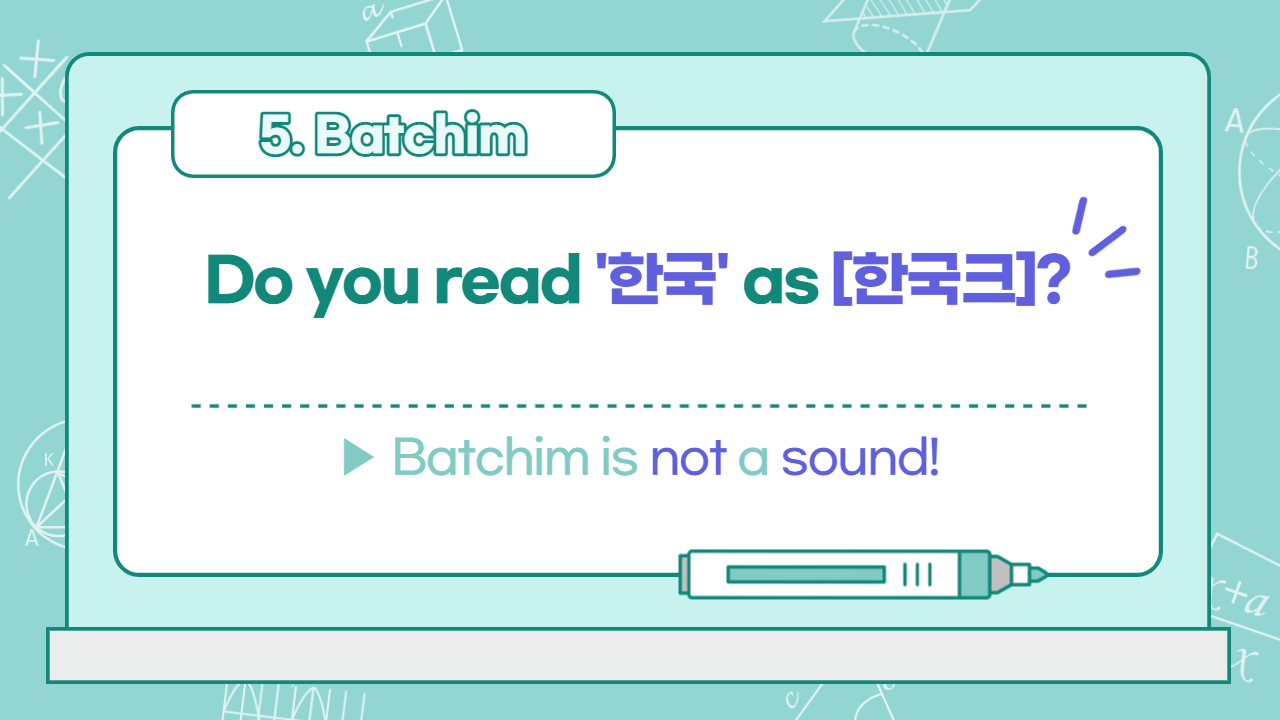 5. Batchim
Do you read '한국' as [한국크]?
▶ Batchim is not a sound!
a
A
B
K
A
x+a
x
c